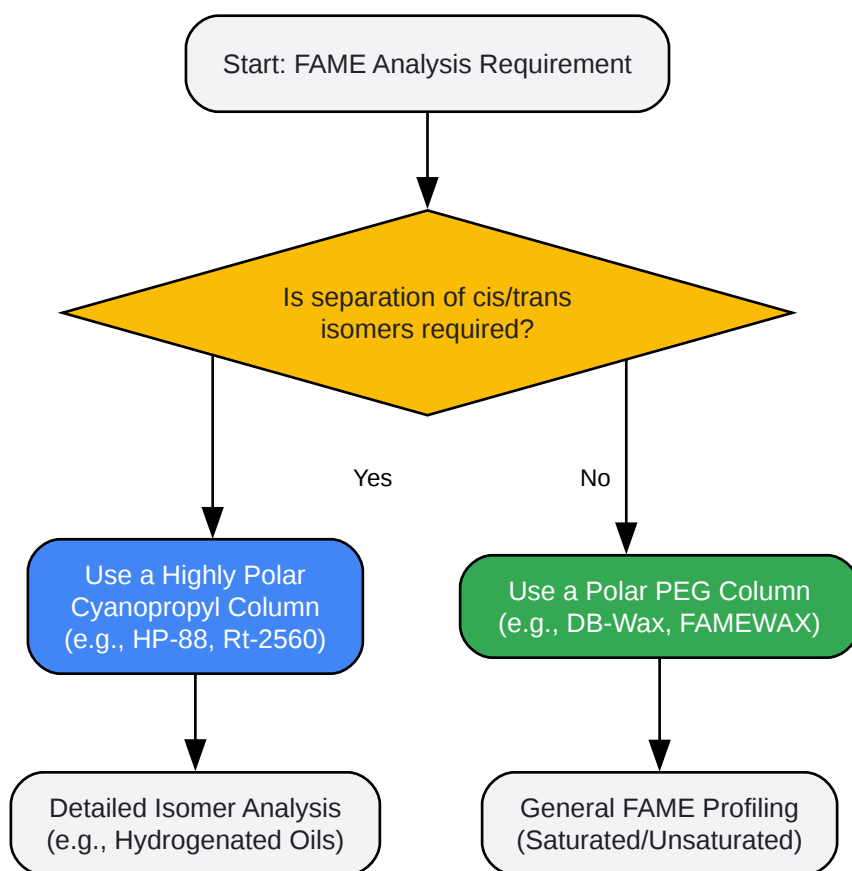 Start: FAME Analysis Requirement
Is separation of cis/trans
isomers required?
Yes
No
Use a Highly Polar
Cyanopropyl Column
(e.g., HP-88, Rt-2560)
Use a Polar PEG Column
(e.g., DB-Wax, FAMEWAX)
Detailed Isomer Analysis
(e.g., Hydrogenated Oils)
General FAME Profiling
(Saturated/Unsaturated)